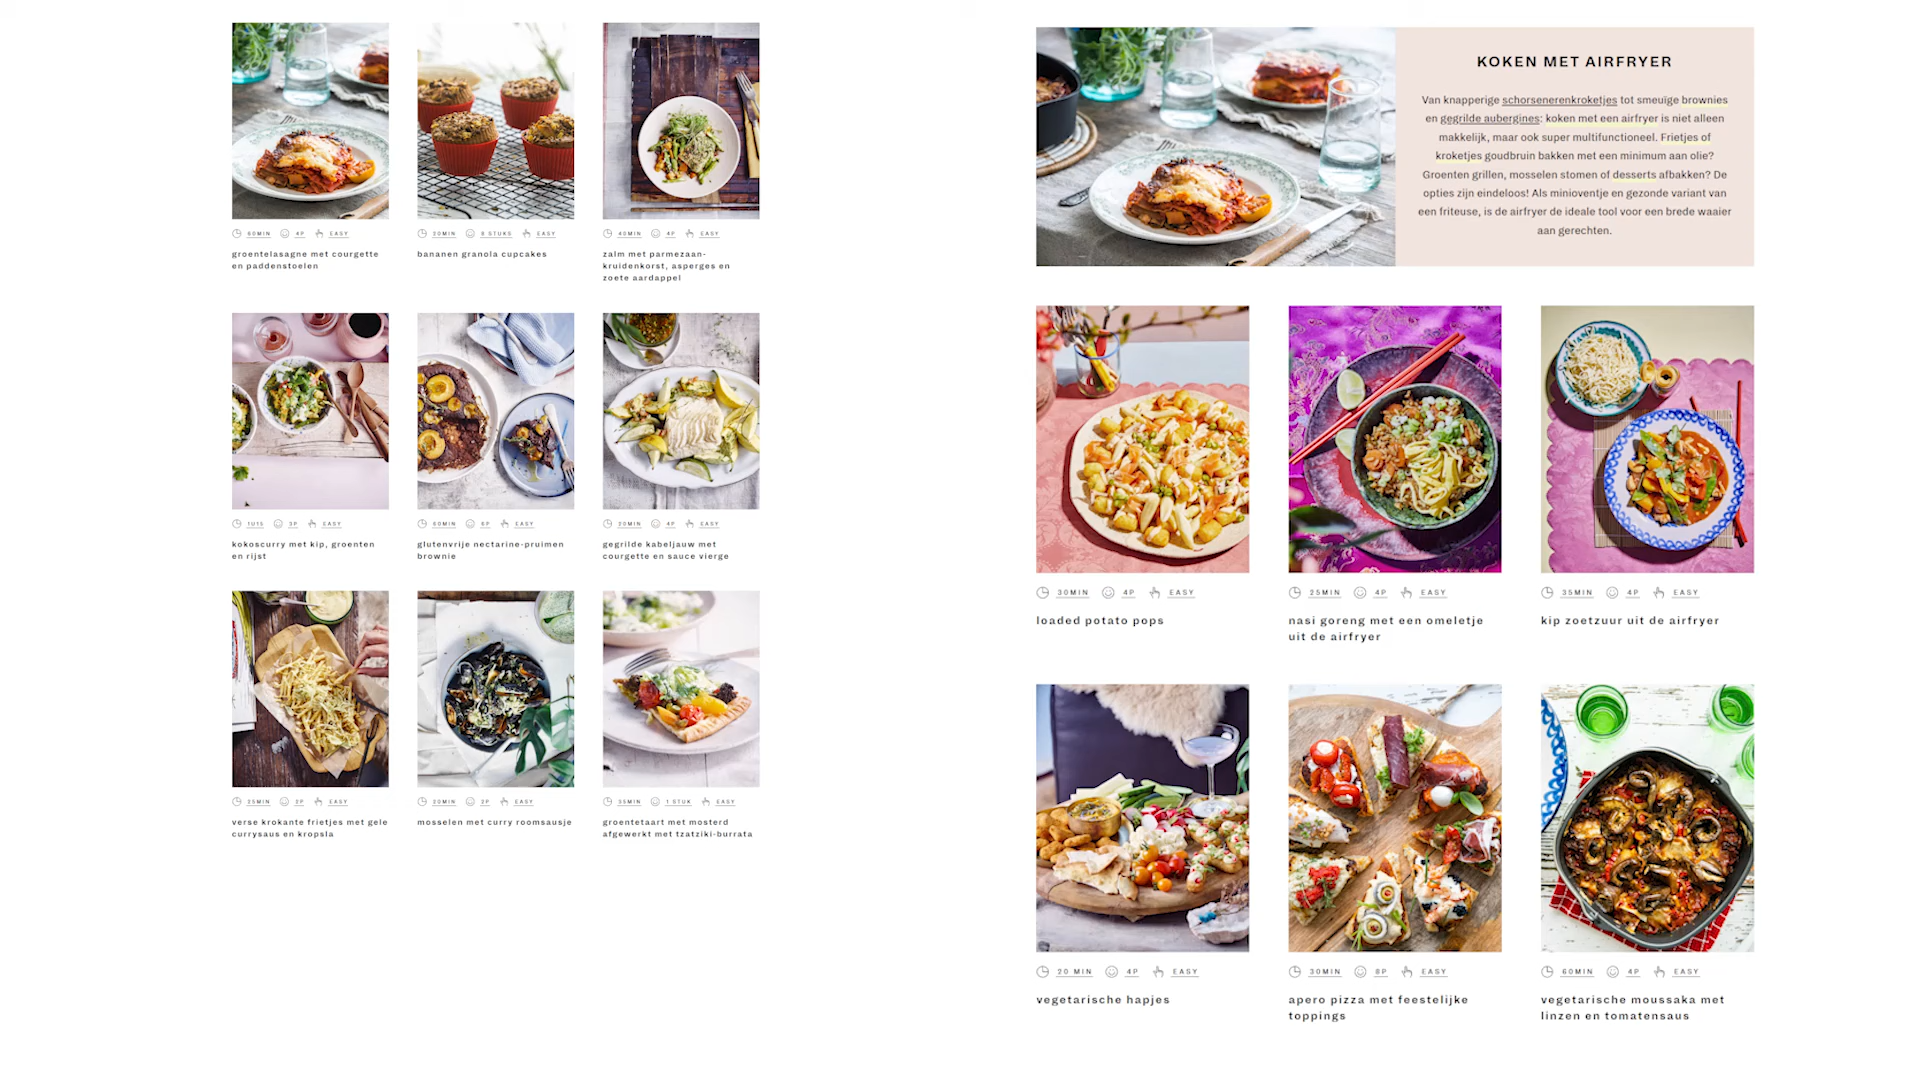 60MIN 4P EASY
groentelasagne met courgette
en paddenstoelen
20MIN 8 STUKS EASY
bananen granola cupcakes
40MIN 4P EASY
zalm met parmezaan-
kruidenkorst, asperges en
zoete aardappel
1U15 3P EASY
kokoscurry met kip, groenten
en rijst
60MIN 6P EASY
glutenvrije nectarine-pruimen
brownie
20MIN 4P EASY
gegrilde kabeljauw met
courgette en sauce vierge
25MIN 2P EASY
verse krokante frietjes met gele
currysaus en kropsla
20MIN 2P EASY
mosselen met curry roomsausje
35MIN 1 STUK EASY
groentetaart met mosterd
afgewerkt met tzatziki-burrata
KOKEN MET AIRFRYER
Van knapperige schorsenerenkroketjes tot smeuïge brownies
en gegrilde aubergines: koken met een airfryer is niet alleen
makkelijk, maar ook super multifunctioneel. Frietjes of
kroketjes goudbruin bakken met een minimum aan olie?
Groenten grillen, mosselen stomen of desserts afbakken? De
opties zijn eindeloos! Als minioventje en gezonde variant van
een friteuse, is de airfryer de ideale tool voor een brede waaier
aan gerechten.
30MIN 4P EASY
loaded potato pops
25MIN 4P EASY
nasi goreng met een omeletje
uit de airfryer
35MIN 4P EASY
kip zoetzuur uit de airfryer
20 MIN 4P EASY
vegetarische hapjes
30MIN 8P EASY
apero pizza met feestelijke
toppings
60MIN 4P EASY
vegetarische moussaka met
linzen en tomatensaus